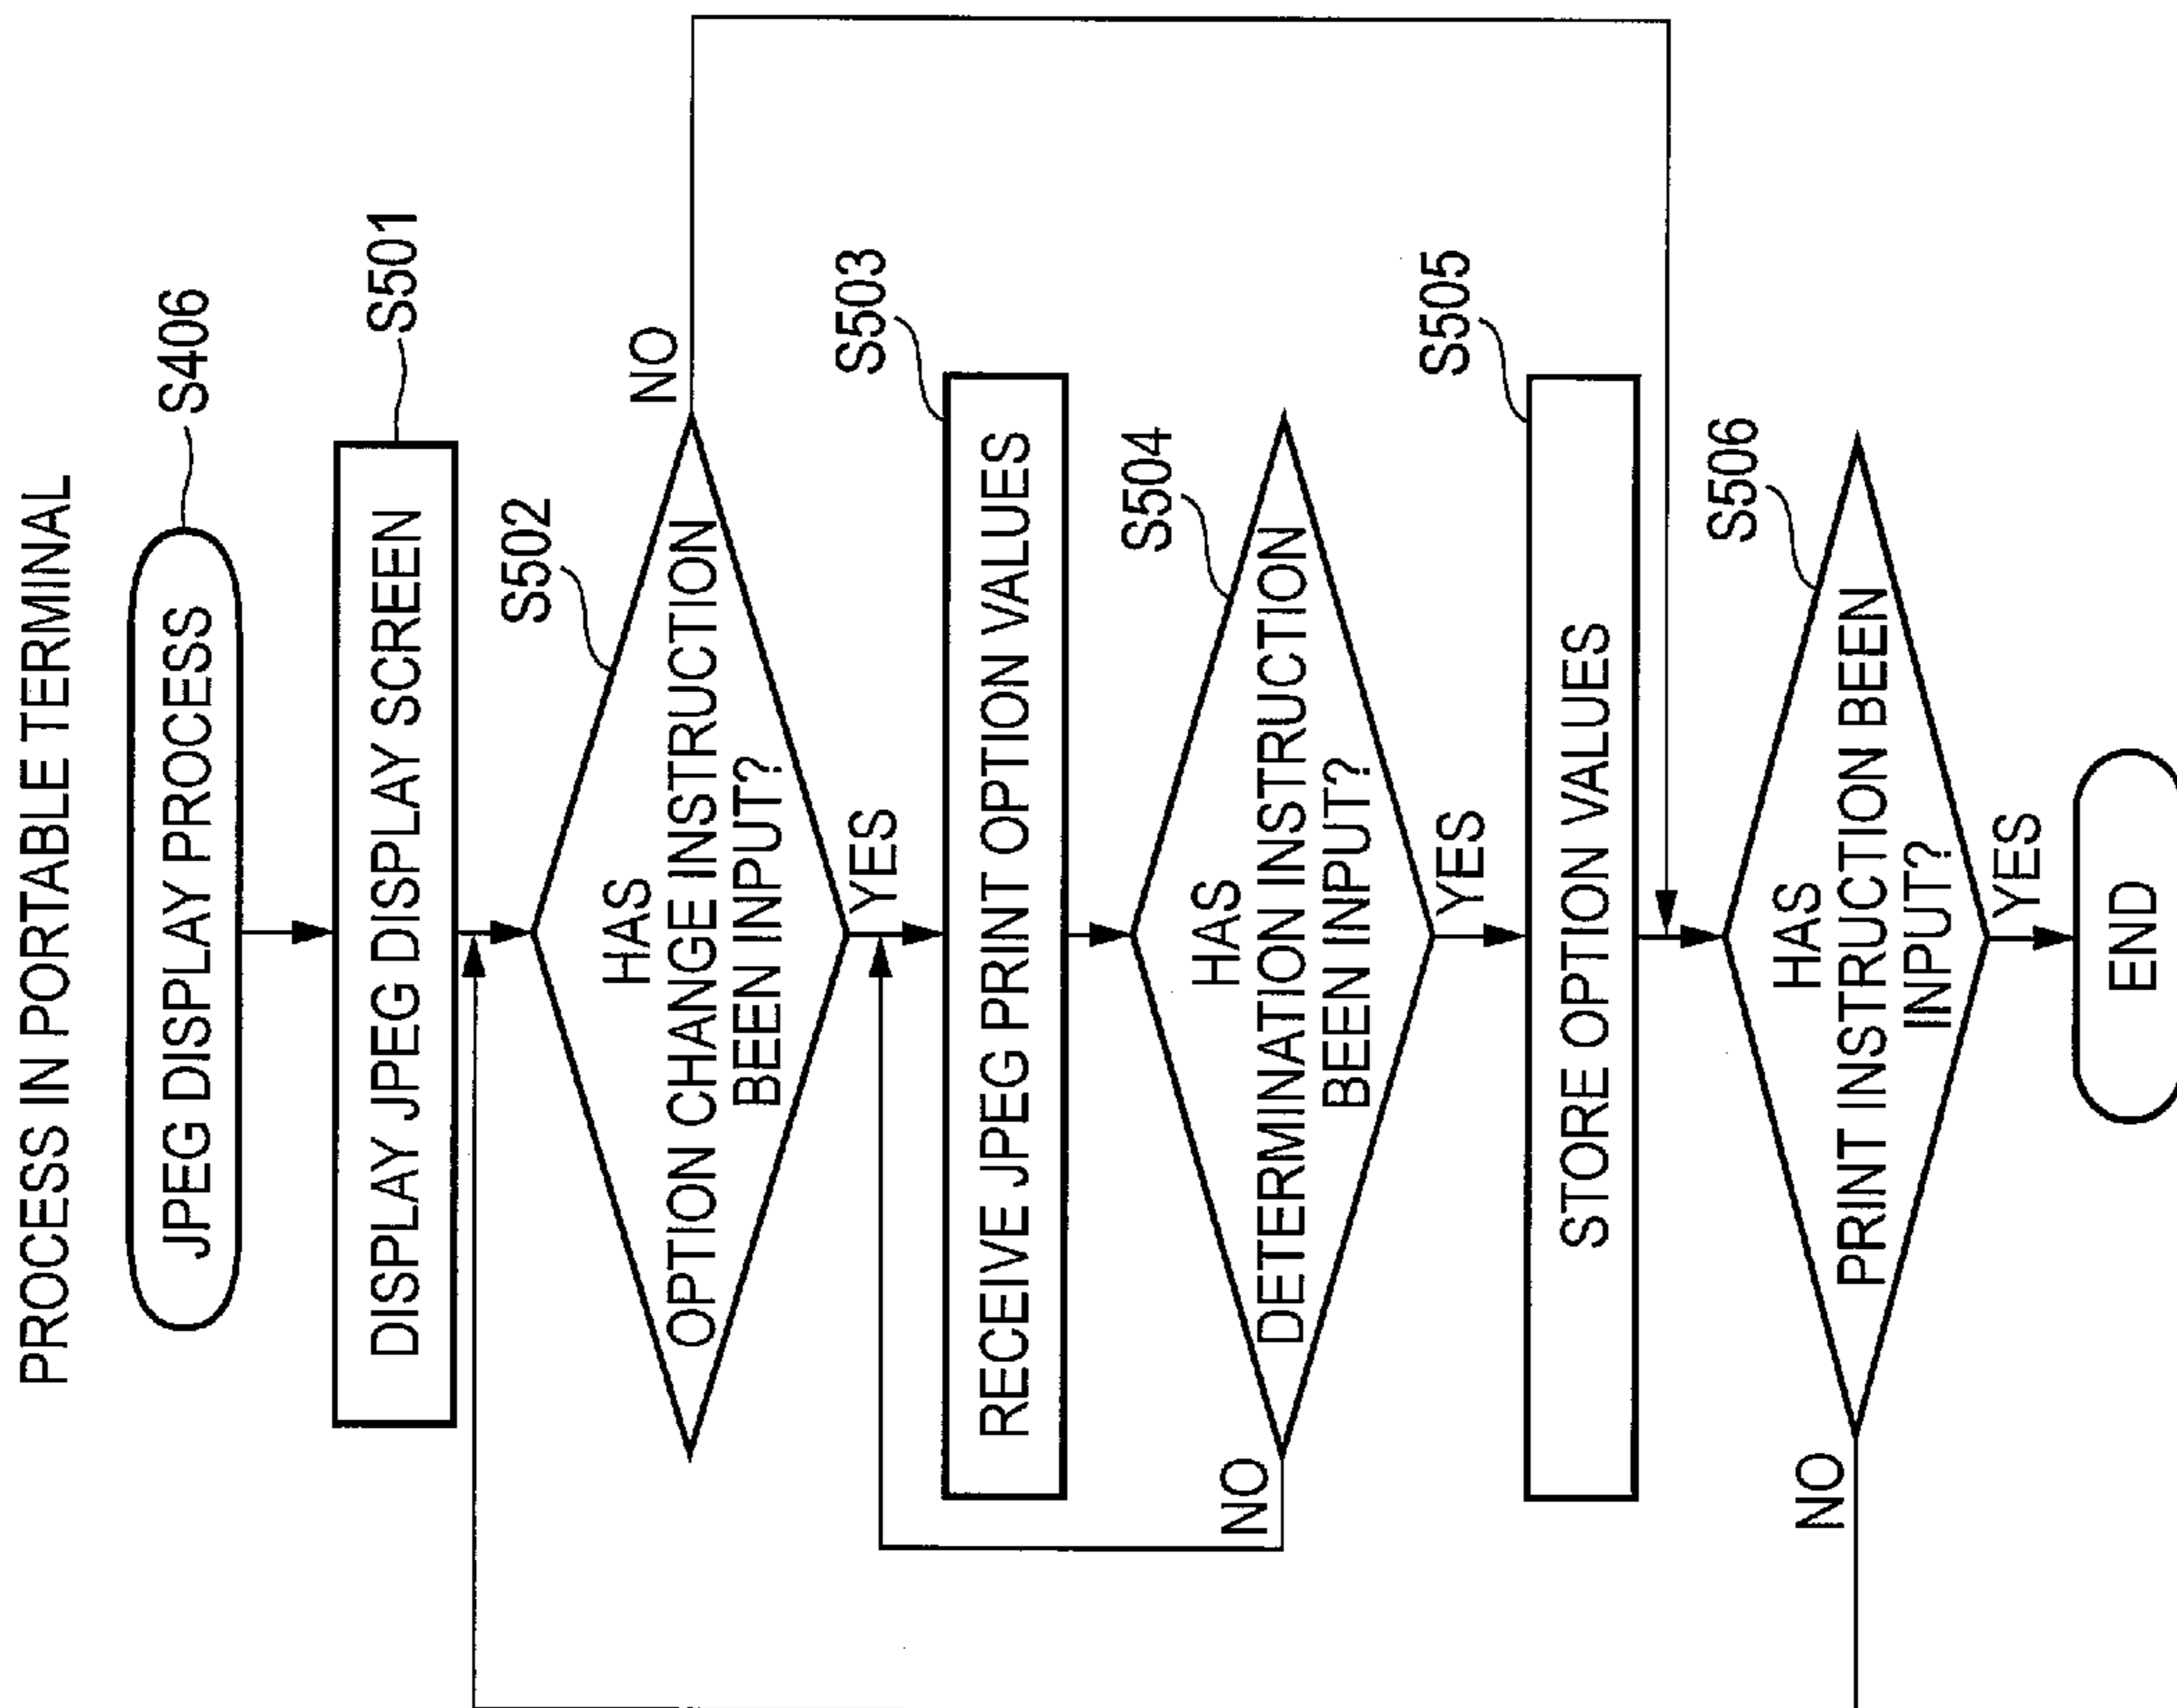 PROCESS IN PORTABLE TERMINAL
JPEG DISPLAY PROCESS
S406
DISPLAY JPEG DISPLAY SCREEN
S501
S502
HAS
OPTION CHANGE INSTRUCTION
BEEN INPUT?
NO
YES
RECEIVE JPEG PRINT OPTION VALUES
S503
S504
HAS
DETERMINATION INSTRUCTION
BEEN INPUT?
NO
YES
STORE OPTION VALUES
S505
S506
HAS
PRINT INSTRUCTION BEEN
INPUT?
NO
YES
END